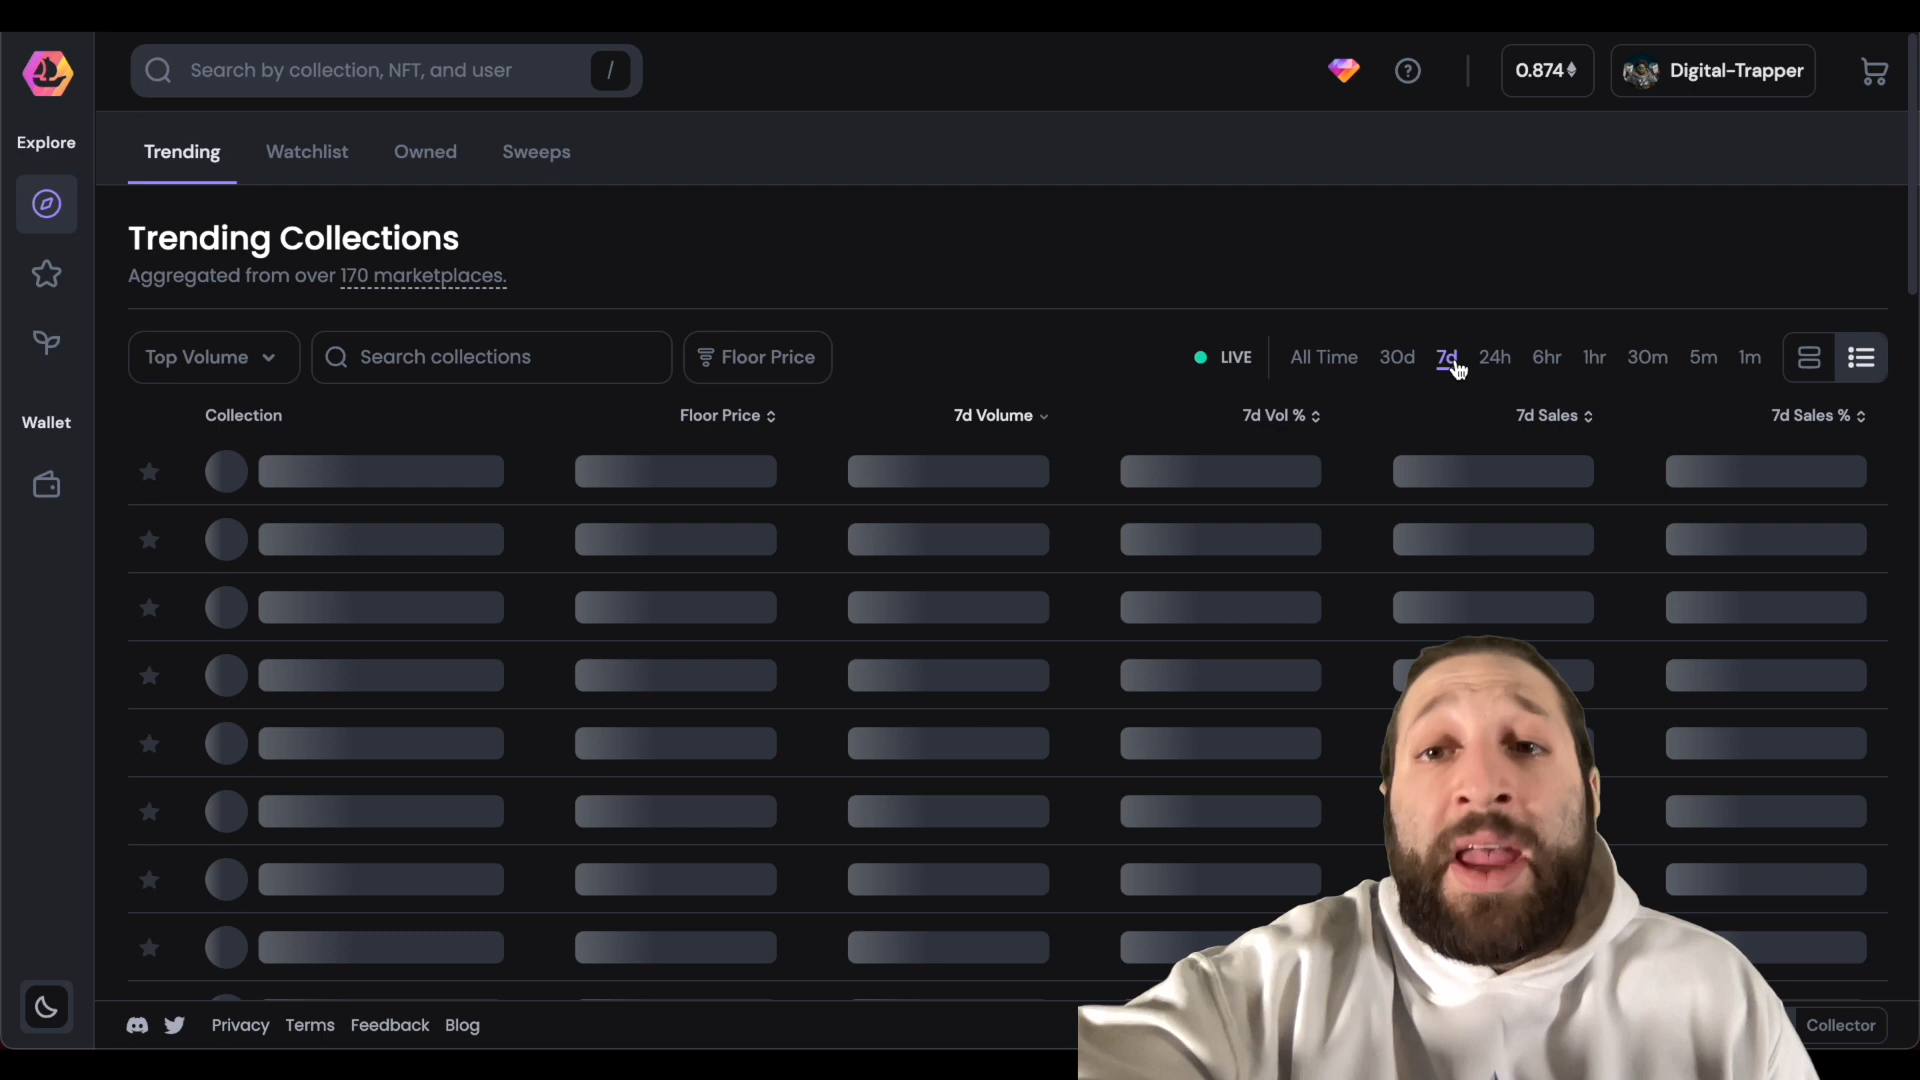 Search by collection, NFT, and user
/
0.874
Digital-Trapper
Explore
Trending
Watchlist
Owned
Sweeps
Trending Collections
Aggregated from over 170 marketplaces.
Top Volume
Search collections
Floor Price
LIVE
All Time
30d
7d
24h
6hr
1hr
30m
5m
1m
Collection
Floor Price
7d Volume
7d Vol %
7d Sales
7d Sales %
Wallet
Privacy
Terms
Feedback
Blog
Collector